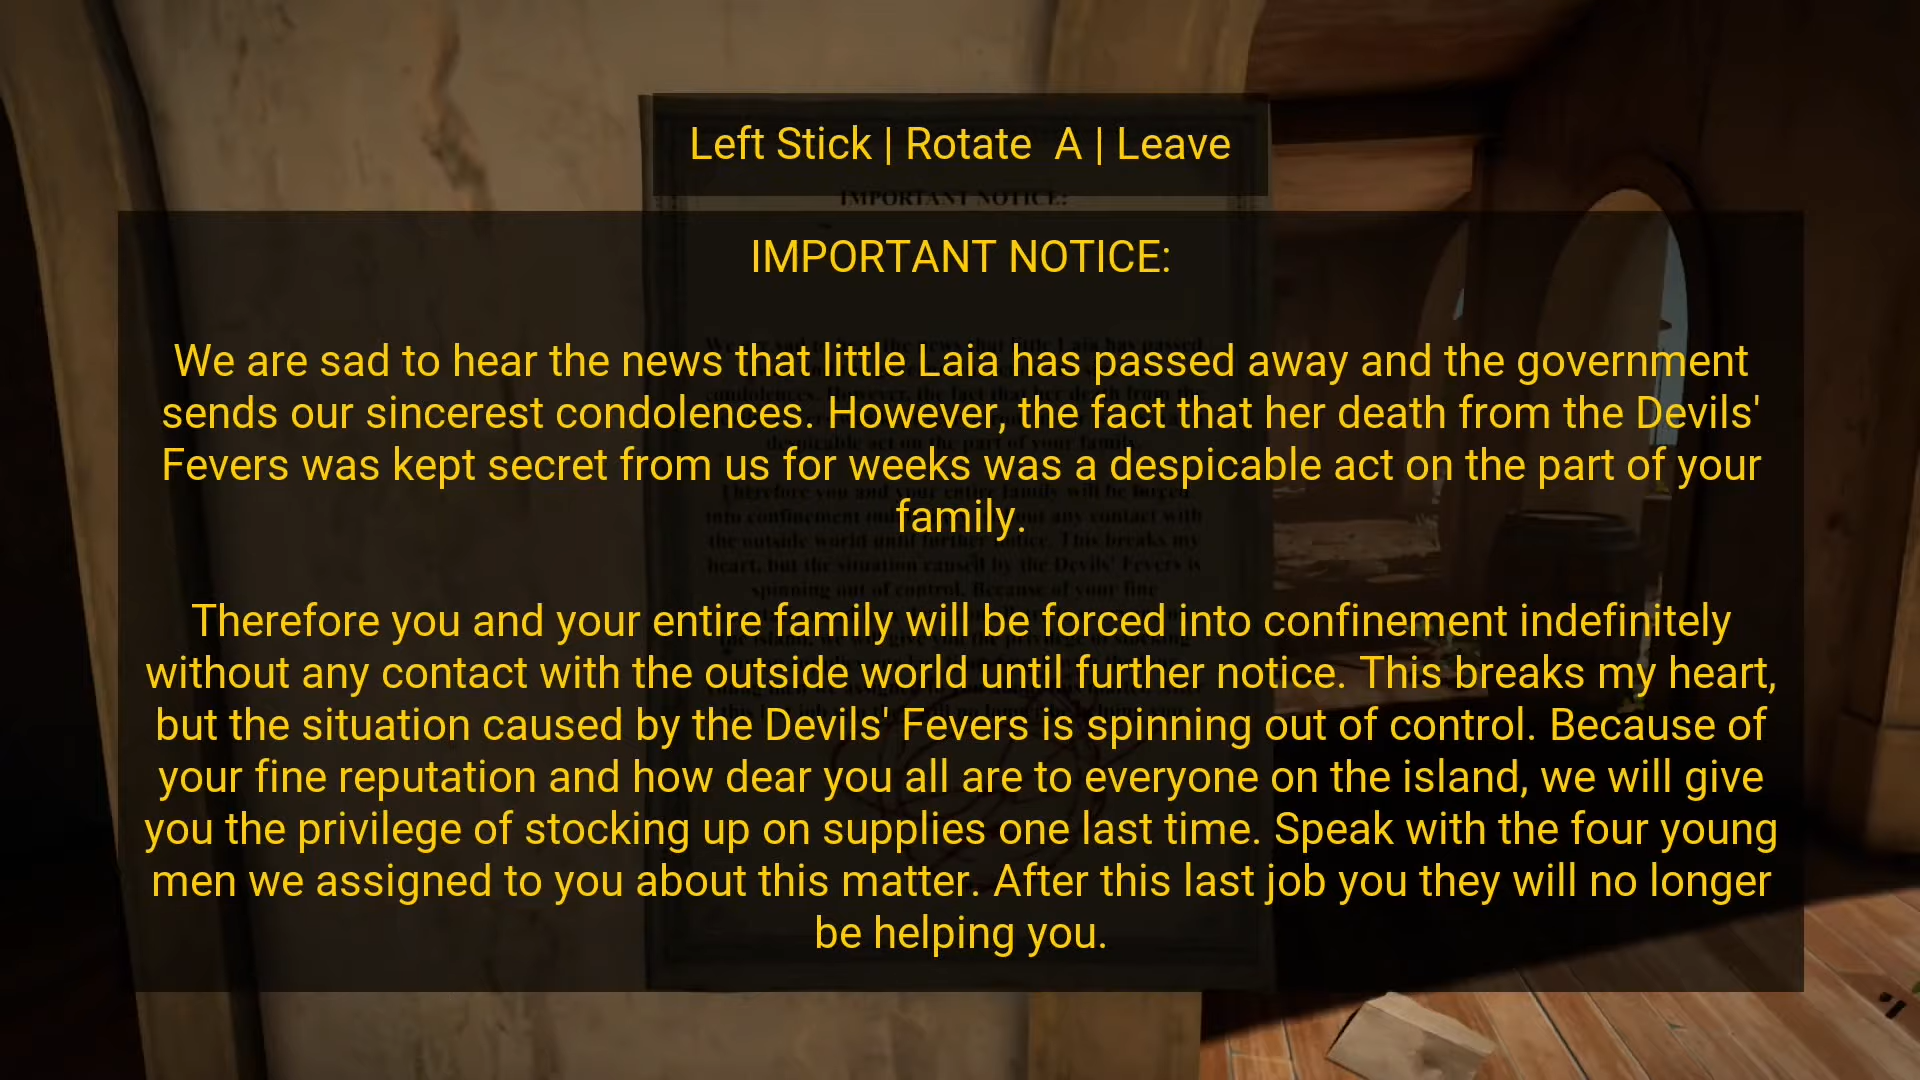 Left Stick | Rotate  A | Leave
IMPORTANT NOTICE:
IMPORTANT NOTICE:
We are sad to hear the news that little Laia has passed away and the government
sends our sincerest condolences. However, the fact that her death from the Devils'
Fevers was kept secret from us for weeks was a despicable act on the part of your
family.
Therefore you and your entire family will be forced into confinement indefinitely
without any contact with the outside world until further notice. This breaks my heart,
but the situation caused by the Devils' Fevers is spinning out of control. Because of
your fine reputation and how dear you all are to everyone on the island, we will give
you the privilege of stocking up on supplies one last time. Speak with the four young
men we assigned to you about this matter. After this last job you they will no longer
be helping you.